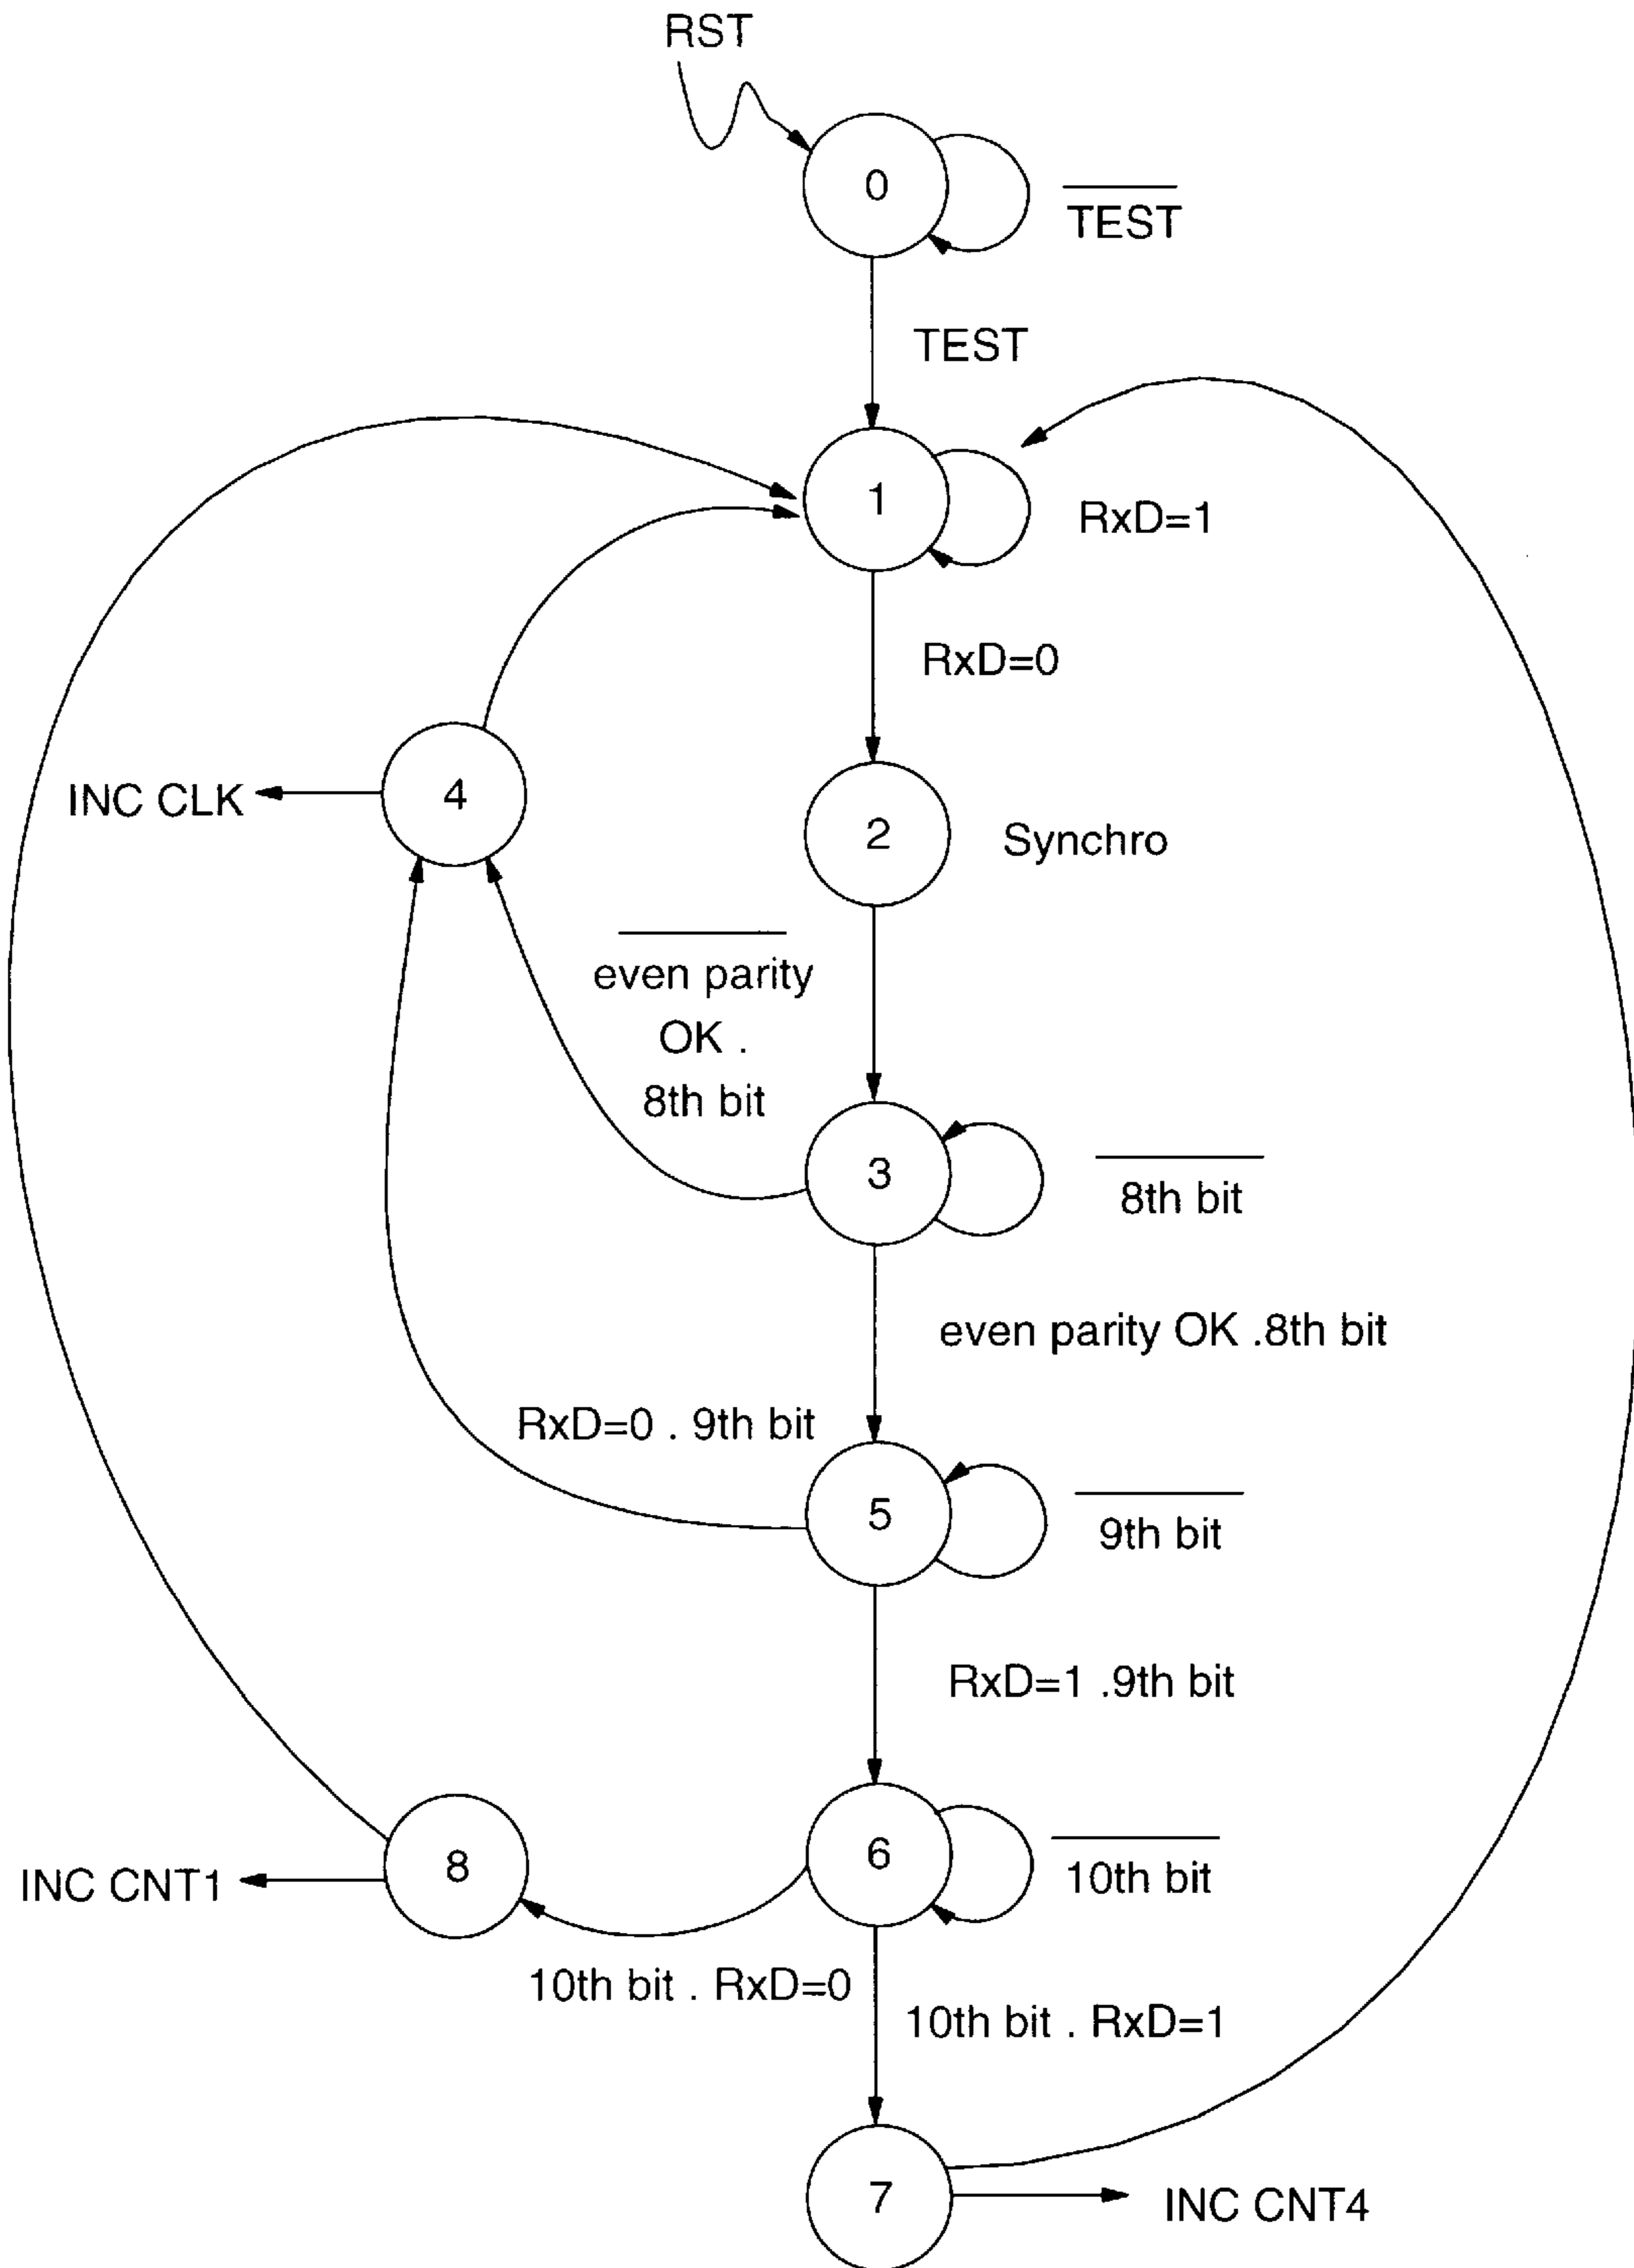 RST
0
TEST
TEST
1
RxD=1
RxD=0
4
INC CLK
2
Synchro
even parity
OK .
8th bit
3
8th bit
even parity OK .8th bit
RxD=0 . 9th bit
5
9th bit
RxD=1 .9th bit
6
10th bit
8
INC CNT1
10th bit . RxD=0
10th bit . RxD=1
7
INC CNT4